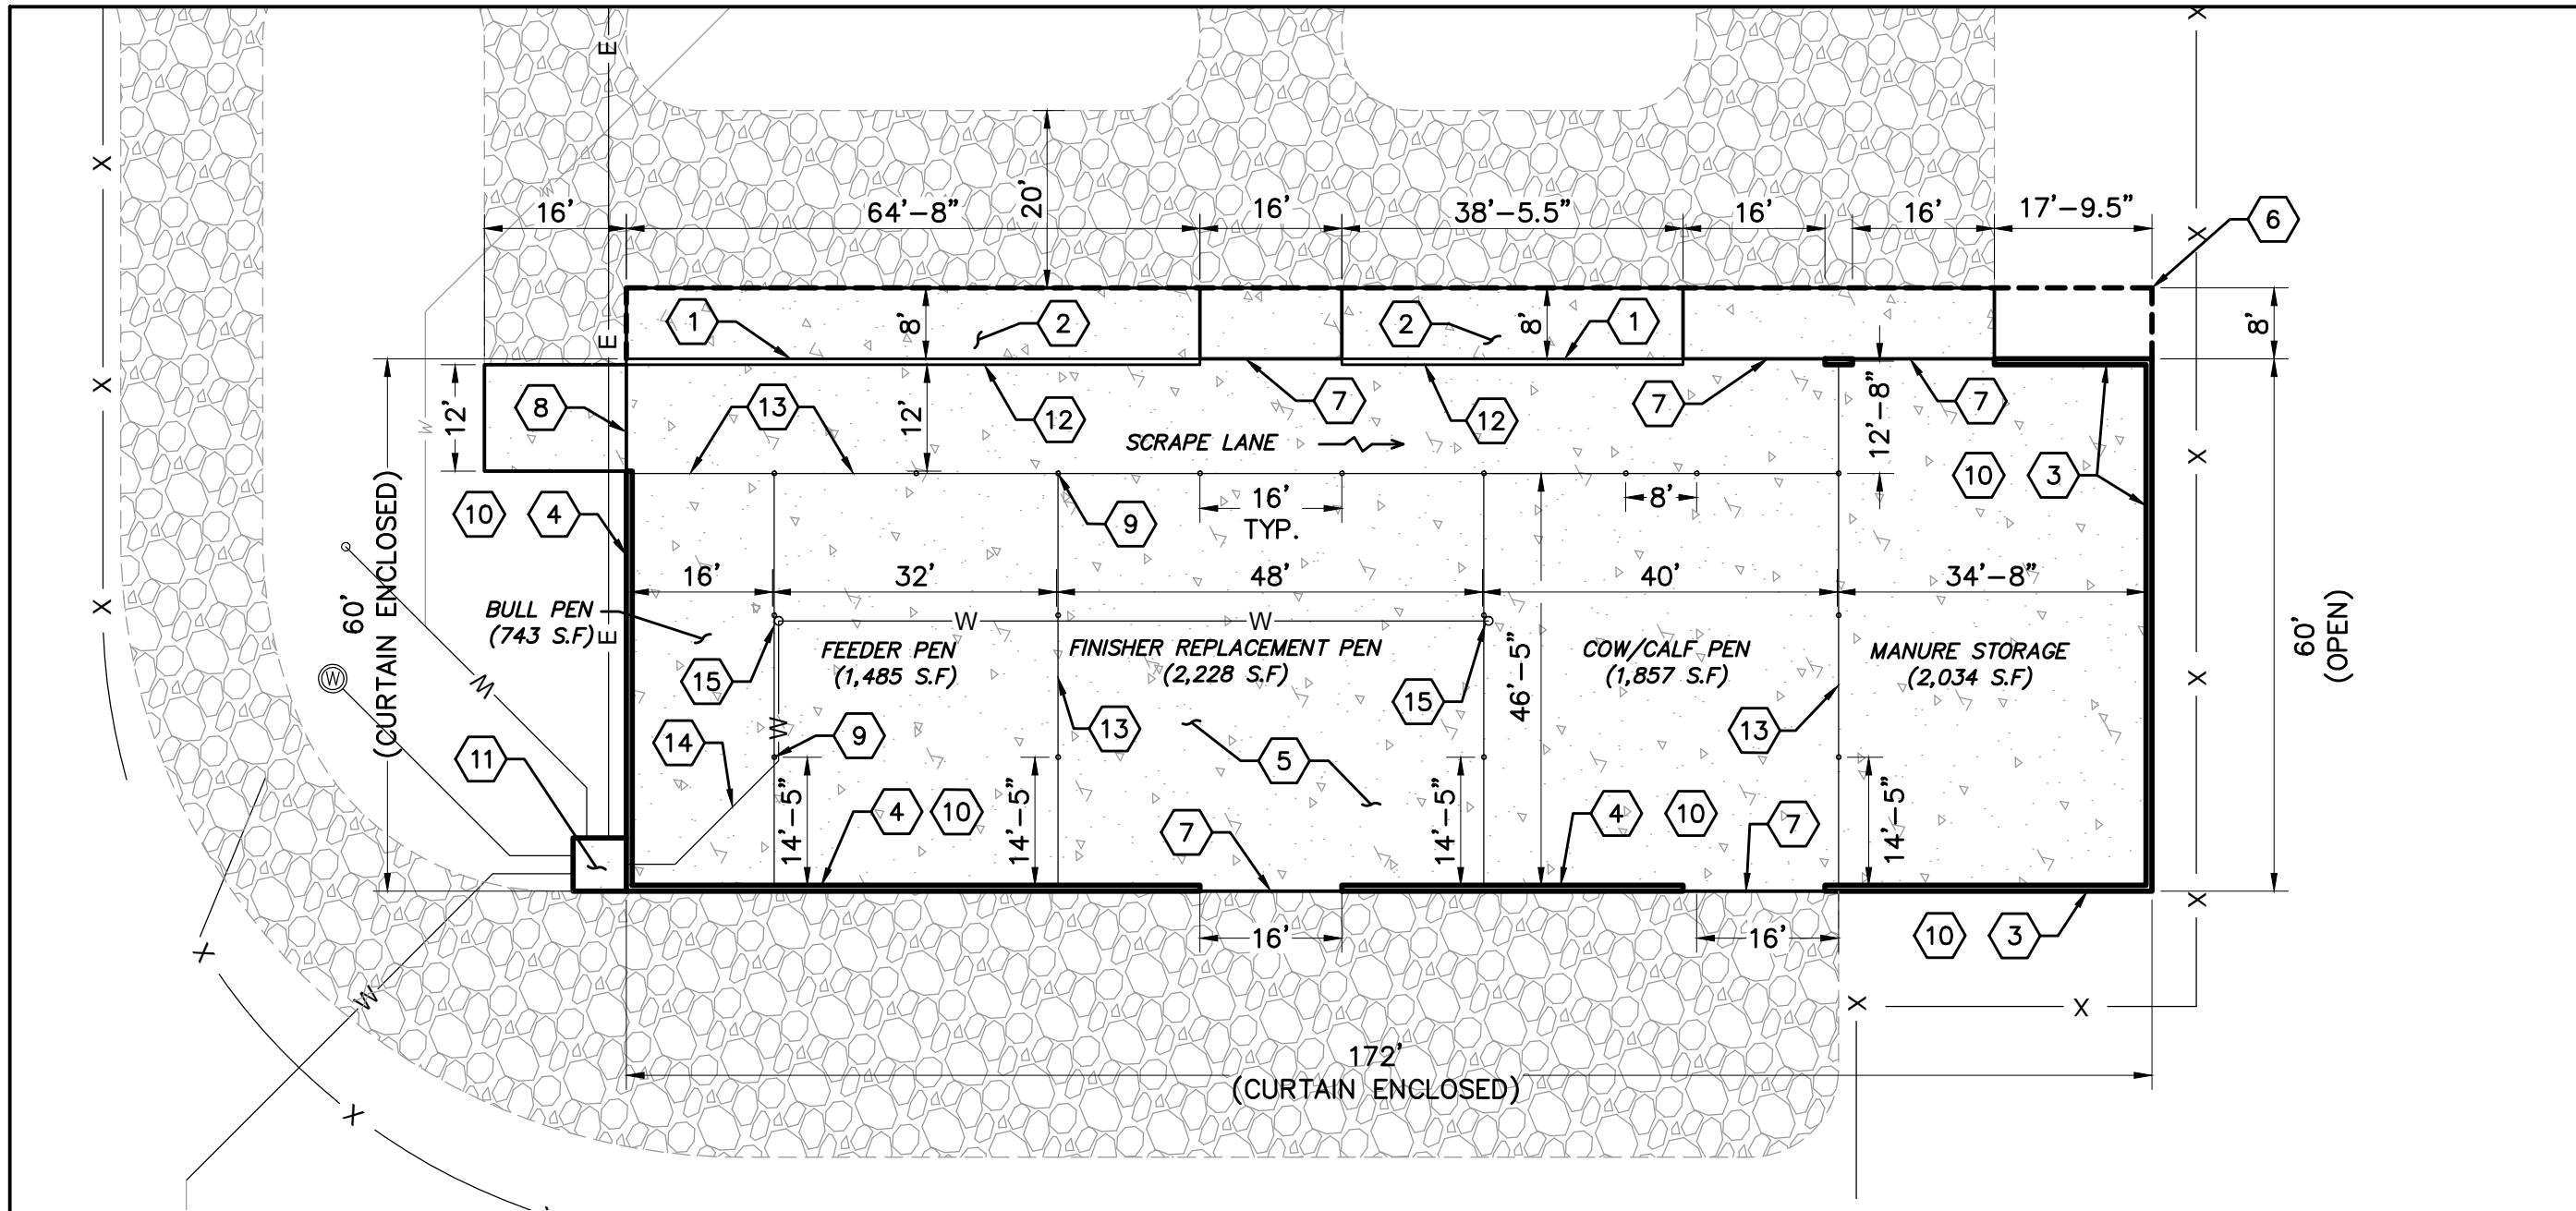 X
E
X
W
16'
64'-8"
20'
16'
38'-5.5"
16'
16'
17'-9.5"
6
X
1
8'
2
2
8'
1
8'
E
X
12'
8
13
12'
12
7
12
7
7
12'-8"
W
SCRAPE LANE
X
10
4
9
16'
TYP.
8'
10
3
60'
(CURTAIN ENCLOSED)
16'
32'
48'
40'
34'-8"
X
BULL PEN
(743 S.F)
E
W
W
60'
(OPEN)
FEEDER PEN
(1,485 S.F)
FINISHER REPLACEMENT PEN
(2,228 S.F)
46'-5"
COW/CALF PEN
(1,857 S.F)
MANURE STORAGE
(2,034 S.F)
W
W
15
15
X
14
W
9
13
13
11
5
14'-5"
4
10
14'-5"
7
14'-5"
4
10
7
14'-5"
X
X
16'
16'
10
3
W
X
X
172'
(CURTAIN ENCLOSED)
X